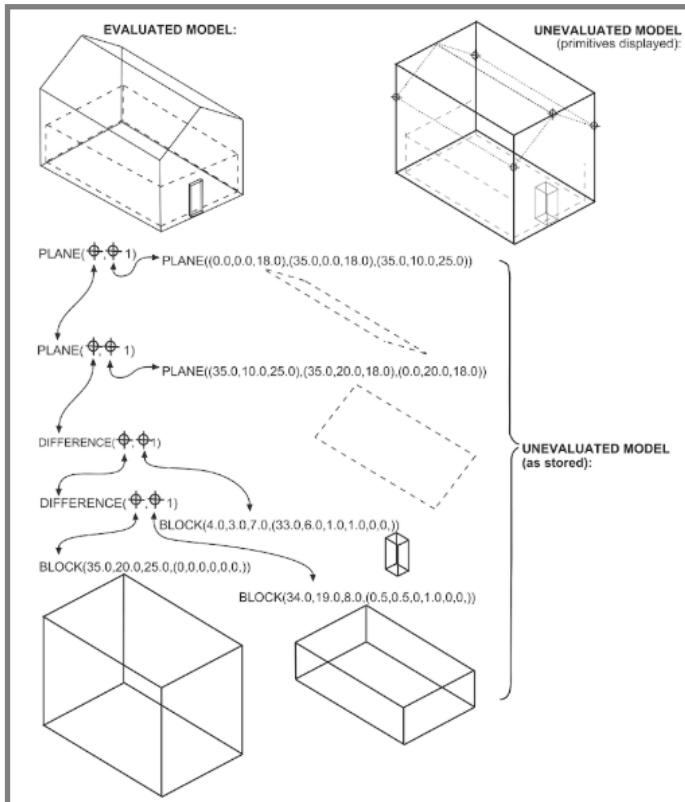 EVALUATED MODEL:
UNEVALUATED MODEL
(primitives displayed):
PLANE( , 1)
PLANE((0.0,0.0,18.0),(35.0,0.0,18.0),(35.0,10.0,25.0))
PLANE( , 1)
PLANE((35.0,10.0,25.0),(35.0,20.0,18.0),(0.0,20.0,18.0))
DIFFERENCE( , 1)
UNEVALUATED MODEL
(as stored):
DIFFERENCE( , 1)
BLOCK(4.0,3.0,7.0,(33.0,6.0,1.0,1.0,0,0,))
BLOCK(35.0,20.0,25.0,(0.0,0.0,0,0,))
BLOCK(34.0,19.0,8.0,(0.5,0.5,0,1.0,0,0,))